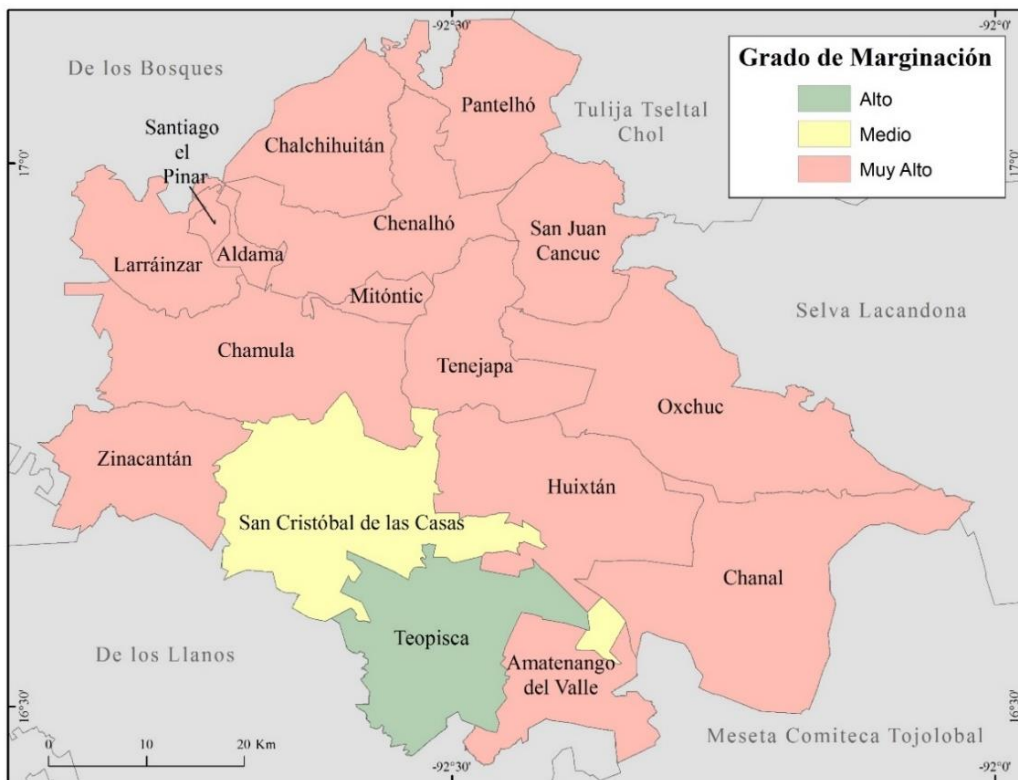 -92°30'
-92°0'
De los Bosques
Grado de Marginación
Alto
Medio
Muy Alto
Pantelhó
Tulija Tseltal
Chol
Santiago
el
Pinar
Chalchihuitán
17°0'
17°0'
Chenalhó
San Juan
Cancuc
Larráinzar
Aldama
Mitóntic
Selva Lacandona
Chamula
Tenejapa
Oxchuc
Zinacantán
Huixtán
San Cristóbal de las Casas
Chanal
Teopisca
De los Llanos
Amatenango
del Valle
16°30'
16°30'
Meseta Comiteca Tojolobal
0 10 20 Km
-92°30'
-92°0'